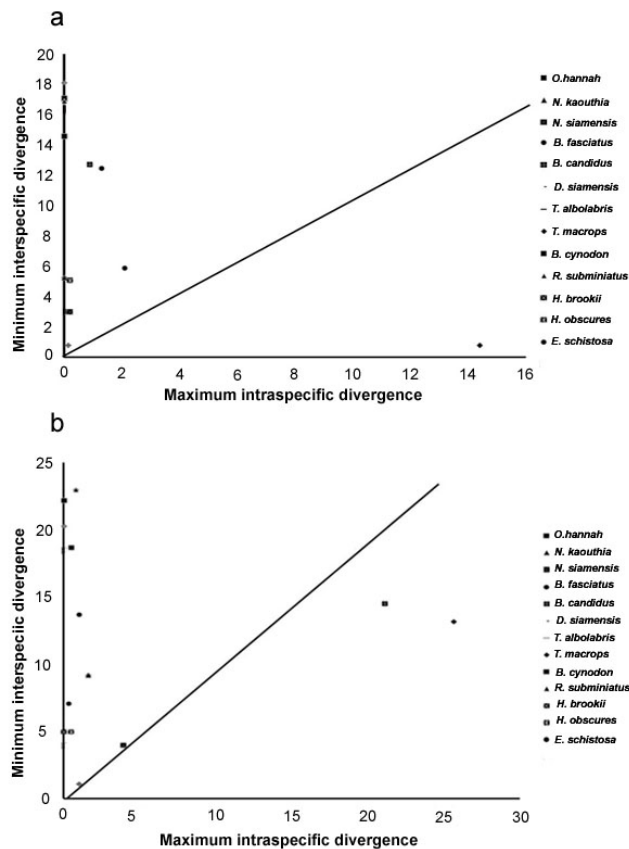 a
20
18
16
14
12
10
8
6
4
2
0
Minimum interspecific divergence
0 2 4 6 8 10 12 14 16
Maximum intraspecific divergence
O.hannah
N. kaouthia
N. siamensis
B. fasciatus
B. candidus
D. siamensis
T. albolabris
T. macrops
B. cynodon
R. subminiatus
H. brookii
H. obscures
E. schistosa
b
25
20
15
10
5
0
Minimum interspeciic divergence
0 5 10 15 20 25 30
Maximum intraspecific divergence
O.hannah
N. kaouthia
N. siamensis
B. fasciatus
B. candidus
D. siamensis
T. albolabris
T. macrops
B. cynodon
R. subminiatus
H. brookii
H. obscures
E. schistosa